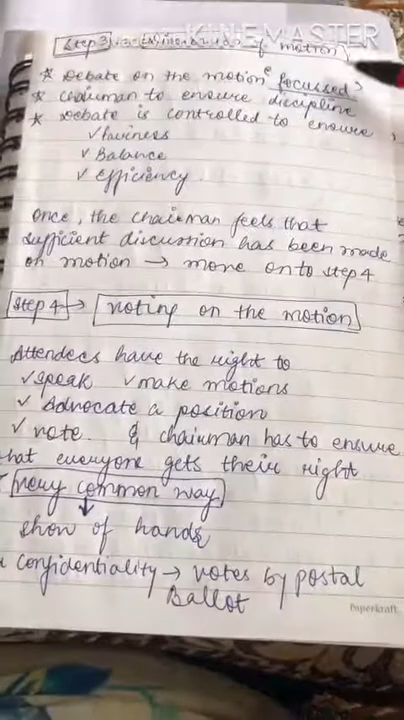 KINEMASTER
Step 3 of motion
* Debate on the motion focussed
* chairman to ensure discipline
* Debate is controlled to ensure
✓ fairness
✓ Balance
✓ efficiency.
once, the chairman feels that
sufficient discussion has been made
on motion → move onto step 4
Step 4 → voting on the motion
Attendees have the right to
✓ speak ✓ make motions
✓ Advocate a position
✓ vote. & chairman has to ensure
that everyone gets their right
very common way
↓
show of hands
* confidentiality → votes by postal
Ballot
Paperkraft